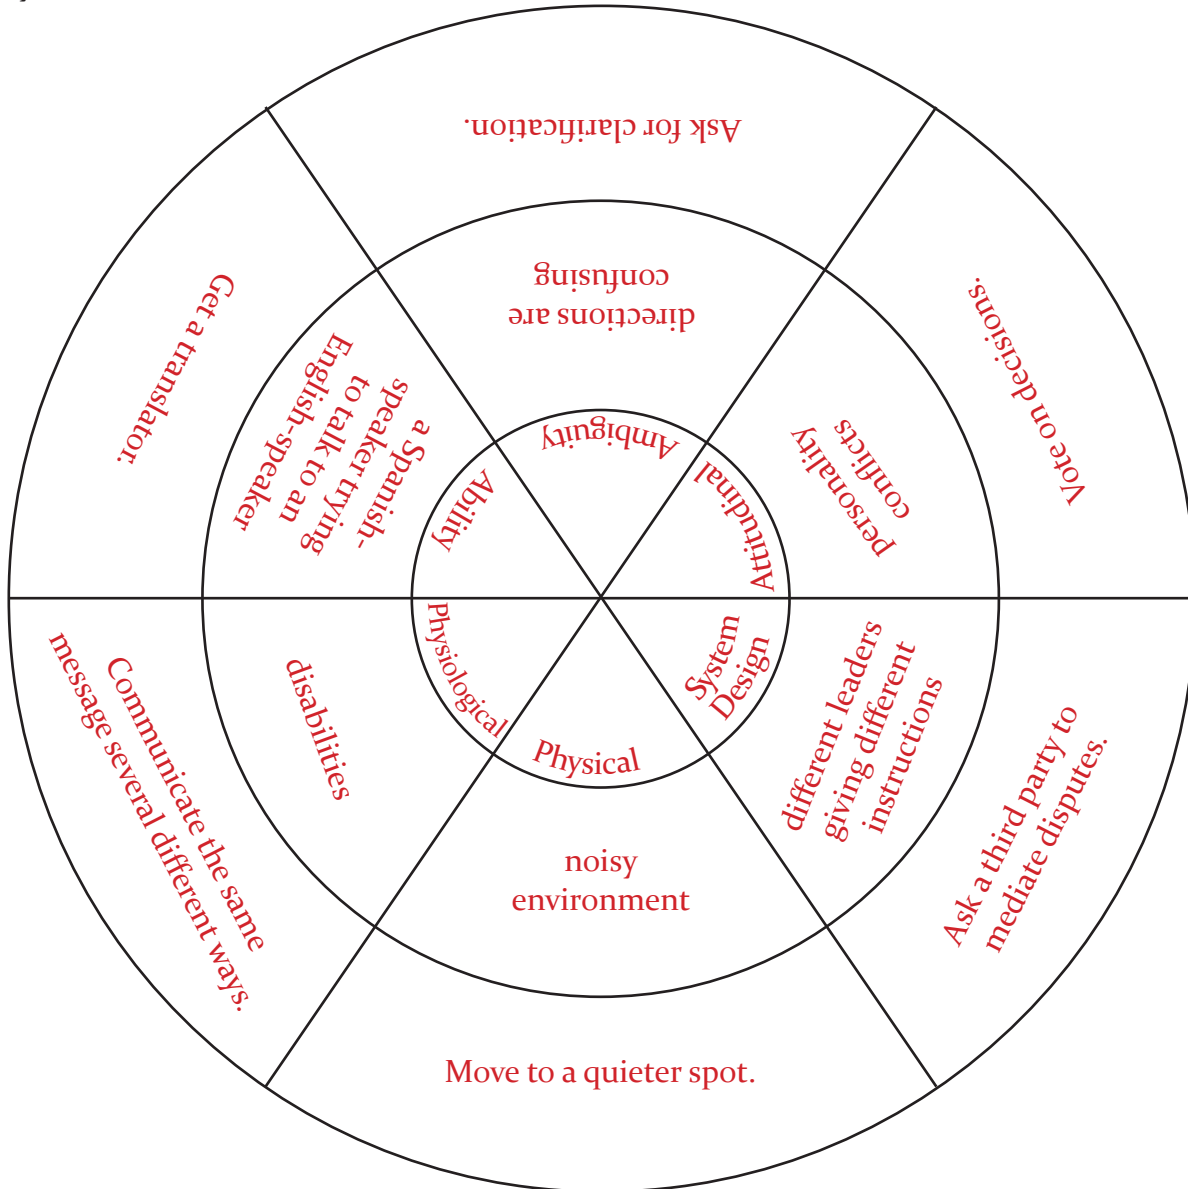 Ask for clarification.
directions are
confusing
Ambiguity
Vote on decisions.
personality
conflicts
Attitudinal
Ask a third party to
mediate disputes.
different leaders
giving different
instructions
System
Design
Move to a quieter spot.
noisy
environment
Physical
Communicate the same
message several different ways.
disabilities
Physiological
Get a translator.
a Spanish-
speaker trying
to talk to an
English-speaker
Ability